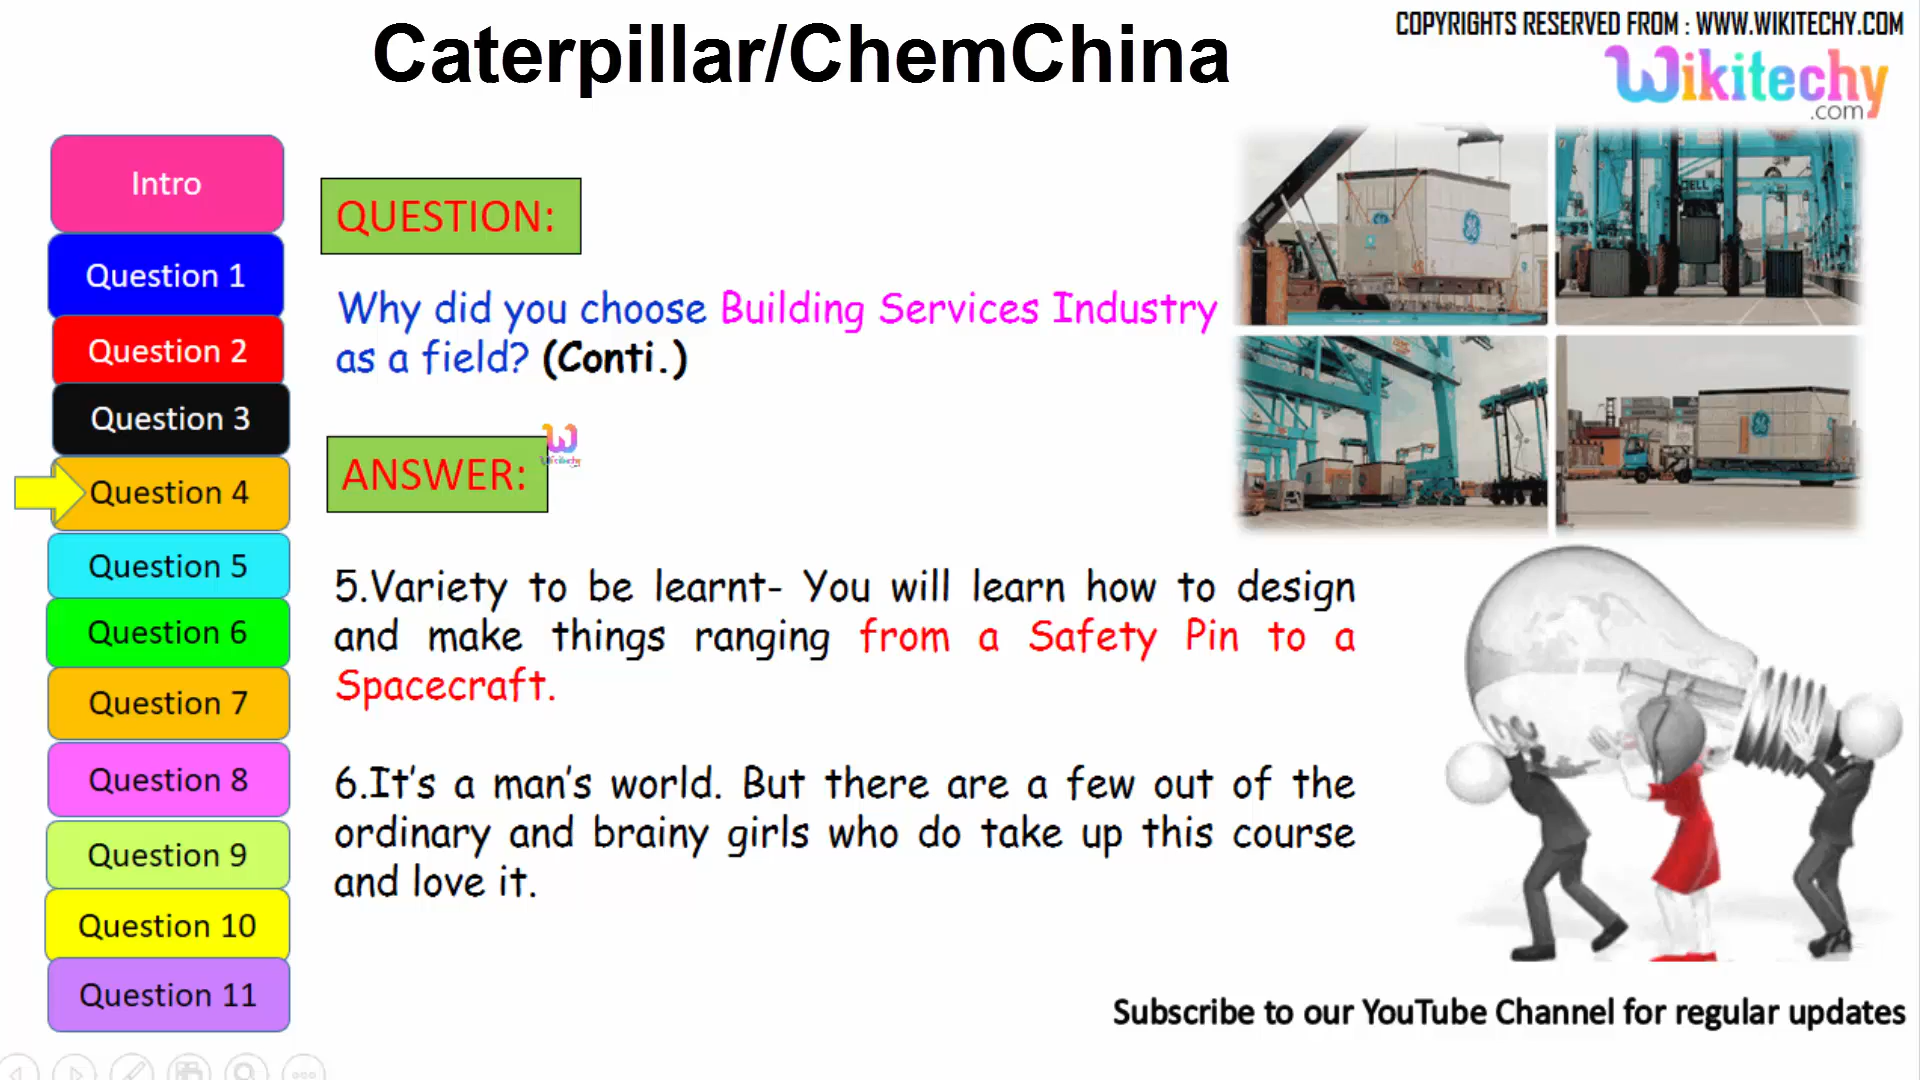 Caterpillar/ChemChina
COPYRIGHTS RESERVED FROM : WWW.WIKITECHY.COM
Wikitechy
.com
Intro
Question 1
Question 2
Question 3
Question 4
Question 5
Question 6
Question 7
Question 8
Question 9
Question 10
Question 11
QUESTION:
Why did you choose Building Services Industry
as a field? (Conti.)
ANSWER:
Wikitechy
5.Variety to be learnt- You will learn how to design
and make things ranging from a Safety Pin to a
Spacecraft.
6.It's a man's world. But there are a few out of the
ordinary and brainy girls who do take up this course
and love it.
Subscribe to our YouTube Channel for regular updates